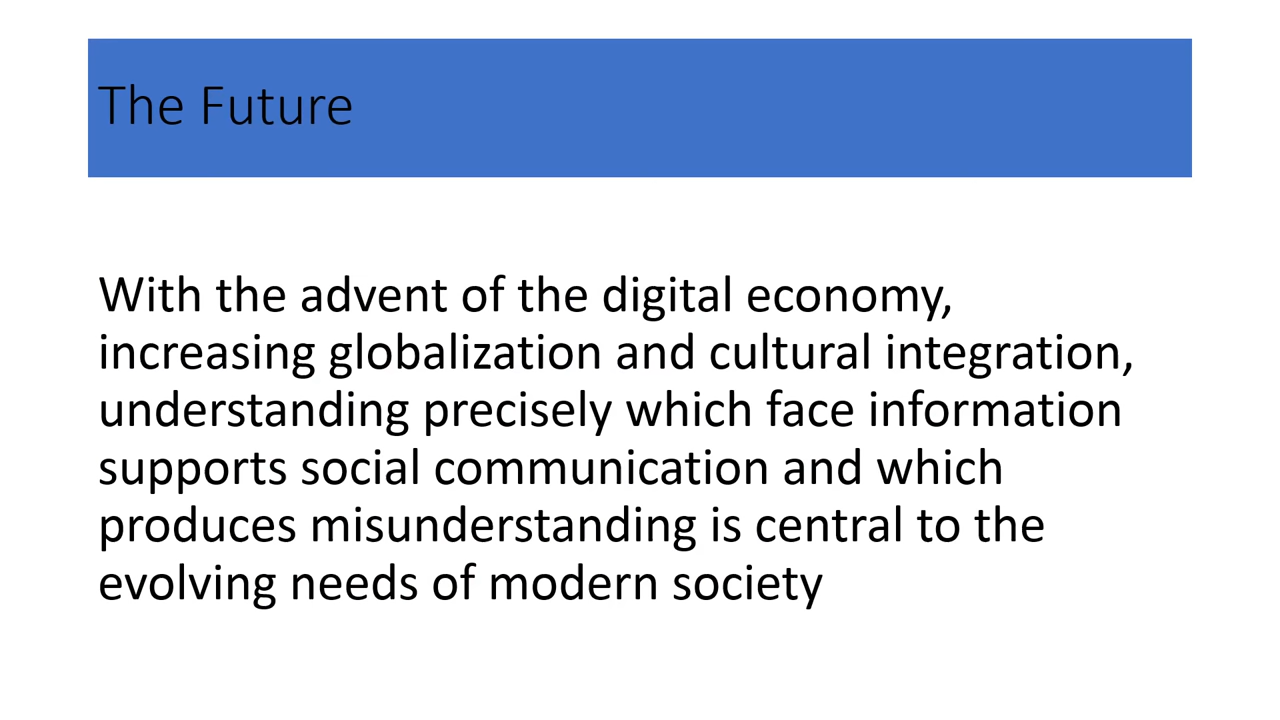 The Future
With the advent of the digital economy,
increasing globalization and cultural integration,
understanding precisely which face information
supports social communication and which
produces misunderstanding is central to the
evolving needs of modern society